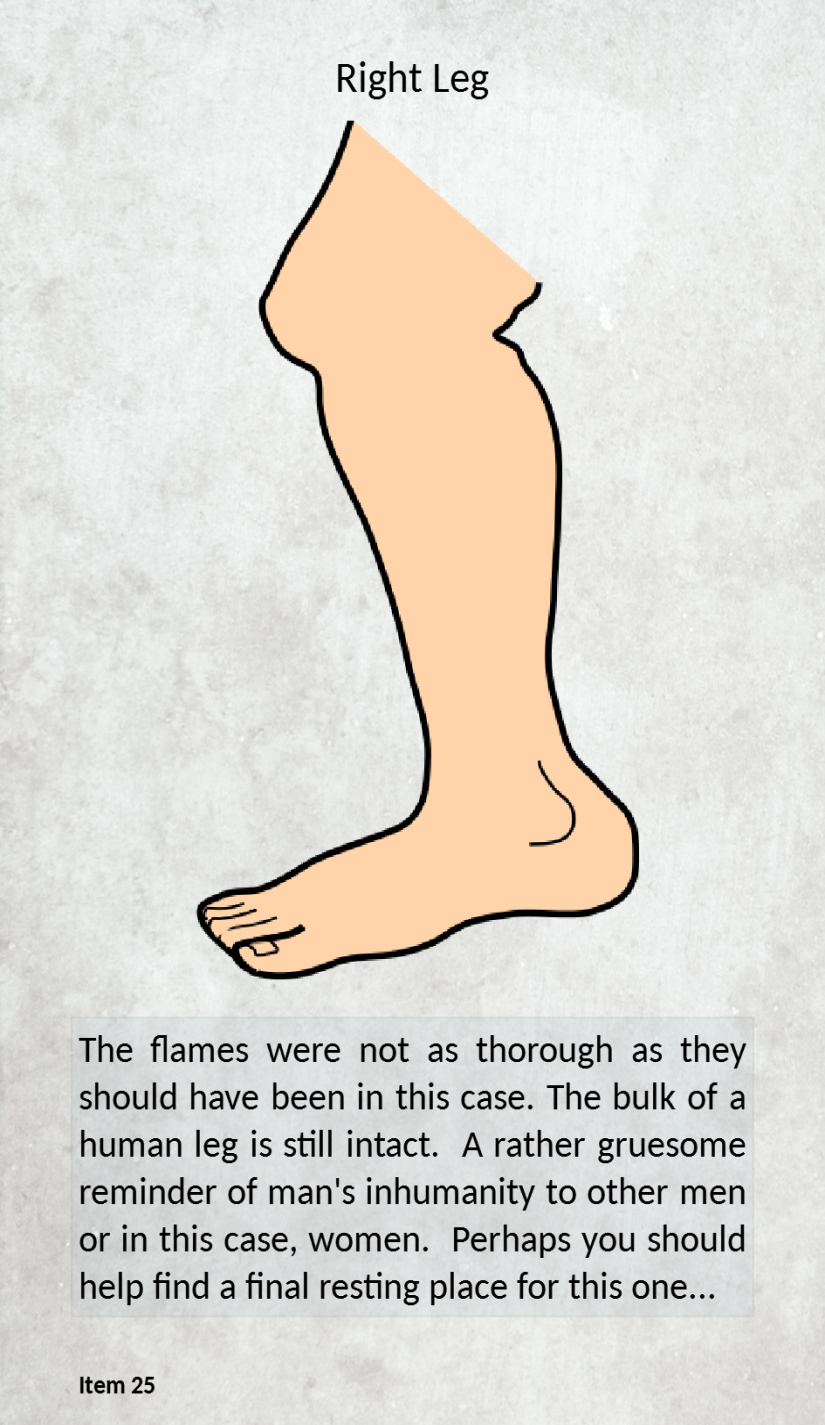 Right Leg
The flames were not as thorough as they
should have been in this case. The bulk of a
human leg is still intact.  A rather gruesome
reminder of man's inhumanity to other men
or in this case, women.  Perhaps you should
help find a final resting place for this one...
Item 25